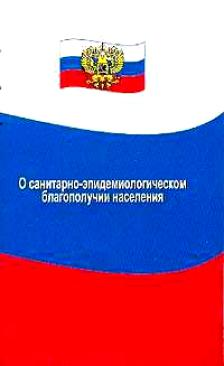 О санитарно-эпидемиологическом
благополучии населения